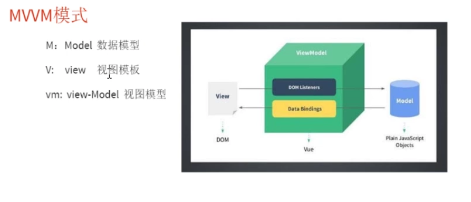 MVVM模式
M：Model 数据模型
V: view 视图模板
vm: view-Model 视图模型
ViewModel
View
DOM Listeners
Data Bindings
Model
DOM
Vue
Plain JavaScript
Objects